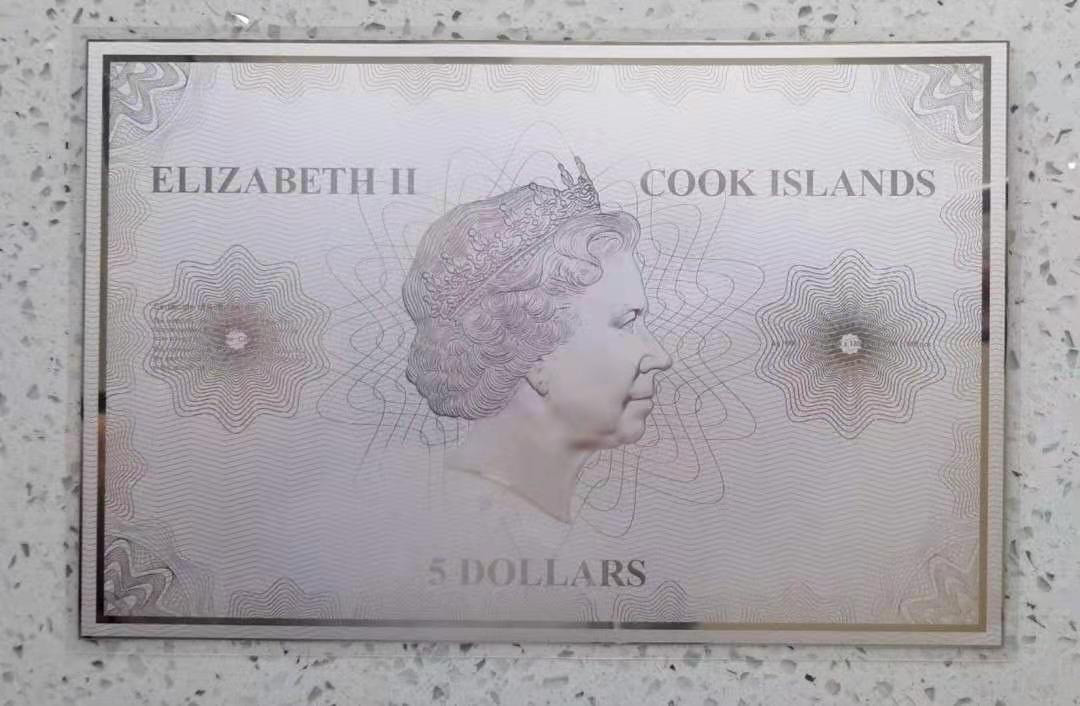 ELIZABETH II
COOK ISLANDS
5 DOLLARS